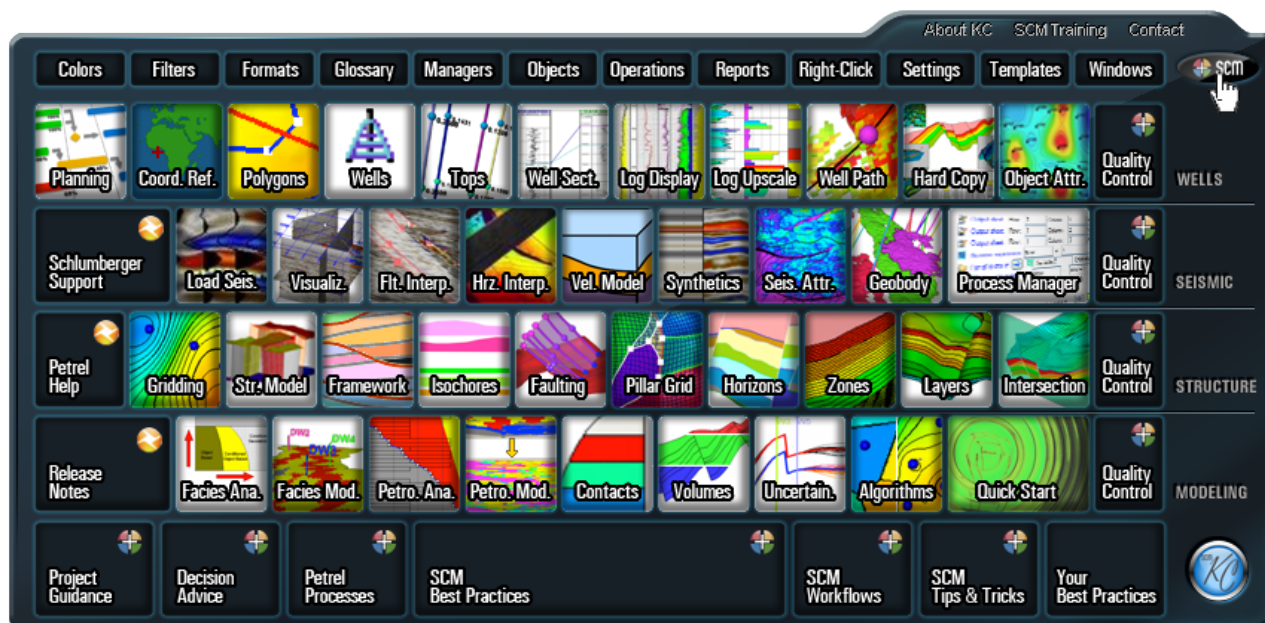 About KC SCM Training Contact
Colors Filters Formats Glossary Managers Objects Operations Reports Right-Click Settings Templates Windows SCM
Planning Coord. Ref. Polygons Wells Tops Well Sect. Log Display Log Upscale Well Path Hard Copy Object Attr. Quality
Control
WELLS
Schlumberger
Support
Load Seis. Visualiz. Flt. Interp. Hrz. Interp. Vel. Model Synthetics Seis. Attr. Geobody Process Manager
Quality
Control
SEISMIC
Petrel
Help
Gridding Str. Model Framework Isochores Faulting Pillar Grid Horizons Zones Layers Intersection
Quality
Control
STRUCTURE
DW2 DW3 DW4
Release
Notes
Facies Ana. Facies Mod. Petro. Ana. Petro. Mod. Contacts Volumes Uncertain. Algorithms Quick Start
Quality
Control
MODELING
Project
Guidance
Decision
Advice
Petrel
Processes
SCM
Best Practices
SCM
Workflows
SCM
Tips & Tricks
Your
Best Practices
KC